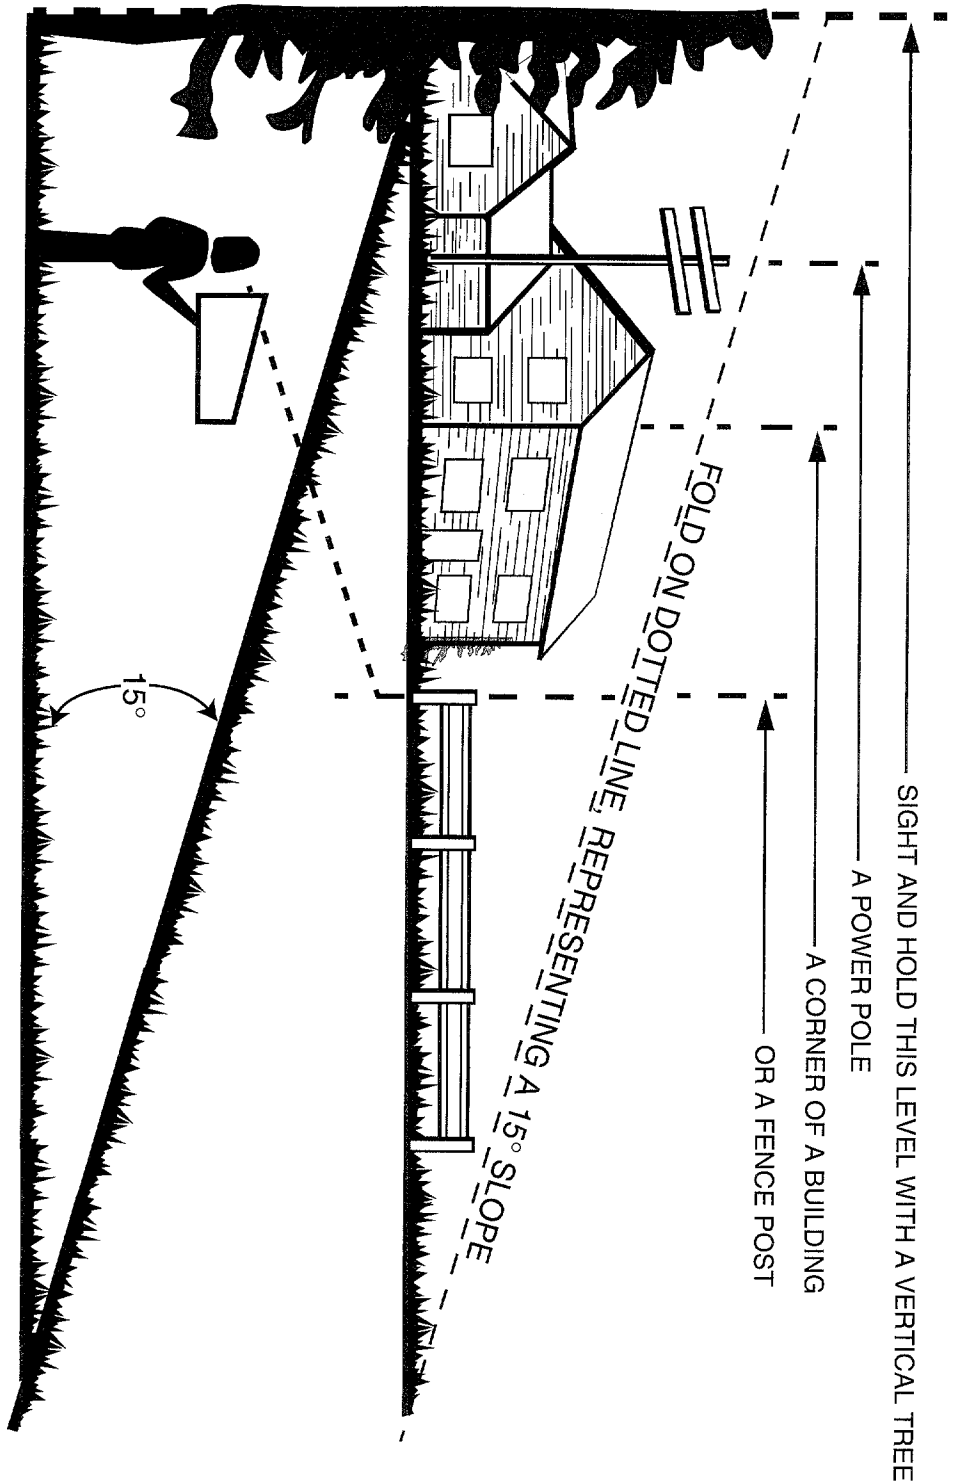 SIGHT AND HOLD THIS LEVEL WITH A VERTICAL TREE
A POWER POLE
A CORNER OF A BUILDING
OR A FENCE POST
FOLD ON DOTTED LINE, REPRESENTING A 15° SLOPE
15°